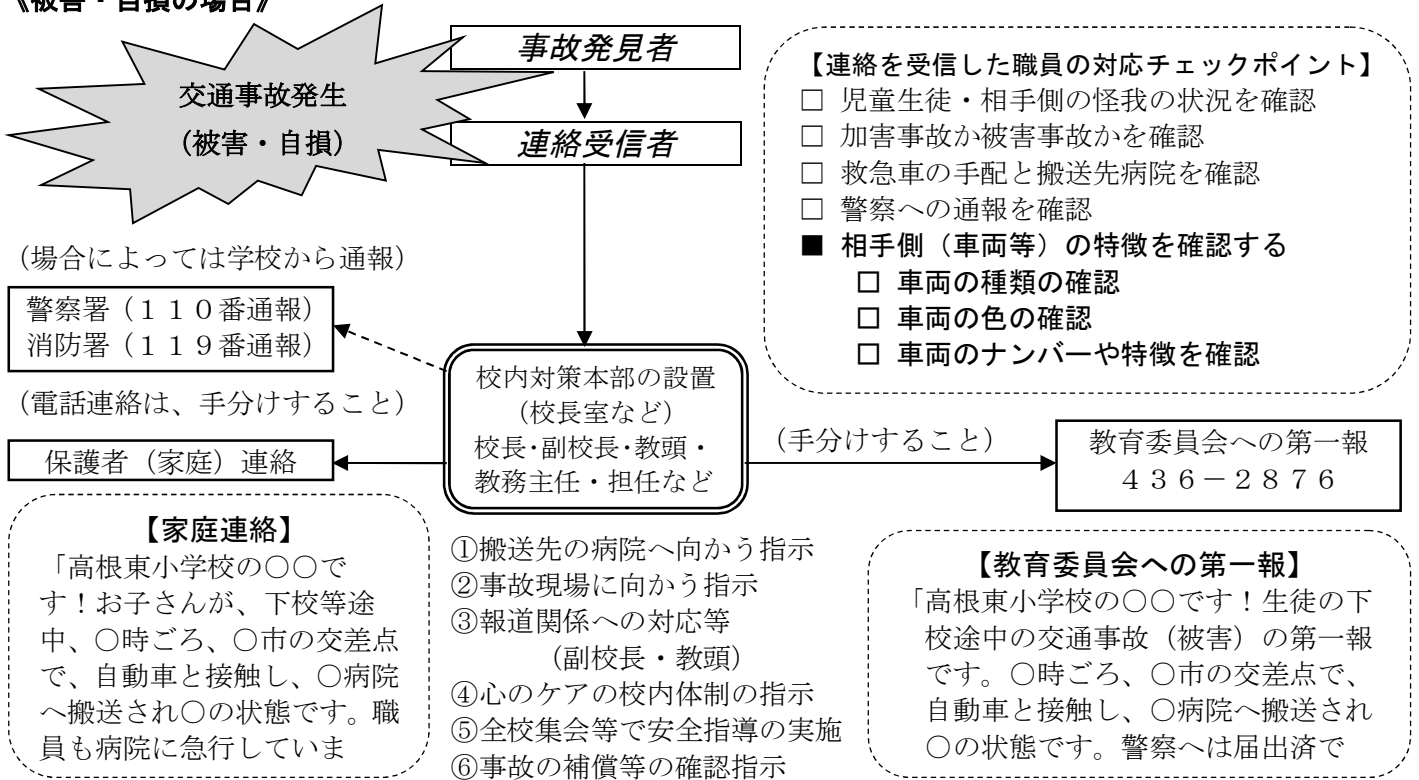 《被害・自損の場合》
交通事故発生
(被害・自損)
事故発見者
連絡受信者
【連絡を受信した職員の対応チェックポイント】
□ 児童生徒・相手側の怪我の状況を確認
□ 加害事故か被害事故かを確認
□ 救急車の手配と搬送先病院を確認
□ 警察への通報を確認
■ 相手側（車両等）の特徴を確認する
□ 車両の種類の確認
□ 車両の色の確認
□ 車両のナンバーや特徴を確認
（場合によっては学校から通報）
警察署（１１０番通報）
消防署（１１９番通報）
（電話連絡は、手分けすること）
保護者（家庭）連絡
校内対策本部の設置
（校長室など）
校長・副校長・教頭・
教務主任・担任など
（手分けすること）
教育委員会への第一報
４３６－２８７６
【家庭連絡】
「高根東小学校の○○で
す！お子さんが、下校等途
中、○時ごろ、○市の交差点
で、自動車と接触し、○病院
へ搬送され○の状態です。職
員も病院に急行していま
①搬送先の病院へ向かう指示
②事故現場に向かう指示
③報道関係への対応等
（副校長・教頭）
④心のケアの校内体制の指示
⑤全校集会等で安全指導の実施
⑥事故の補償等の確認指示
【教育委員会への第一報】
「高根東小学校の○○です！生徒の下
校途中の交通事故（被害）の第一報
です。○時ごろ、○市の交差点で、
自動車と接触し、○病院へ搬送され
○の状態です。警察へは届出済で